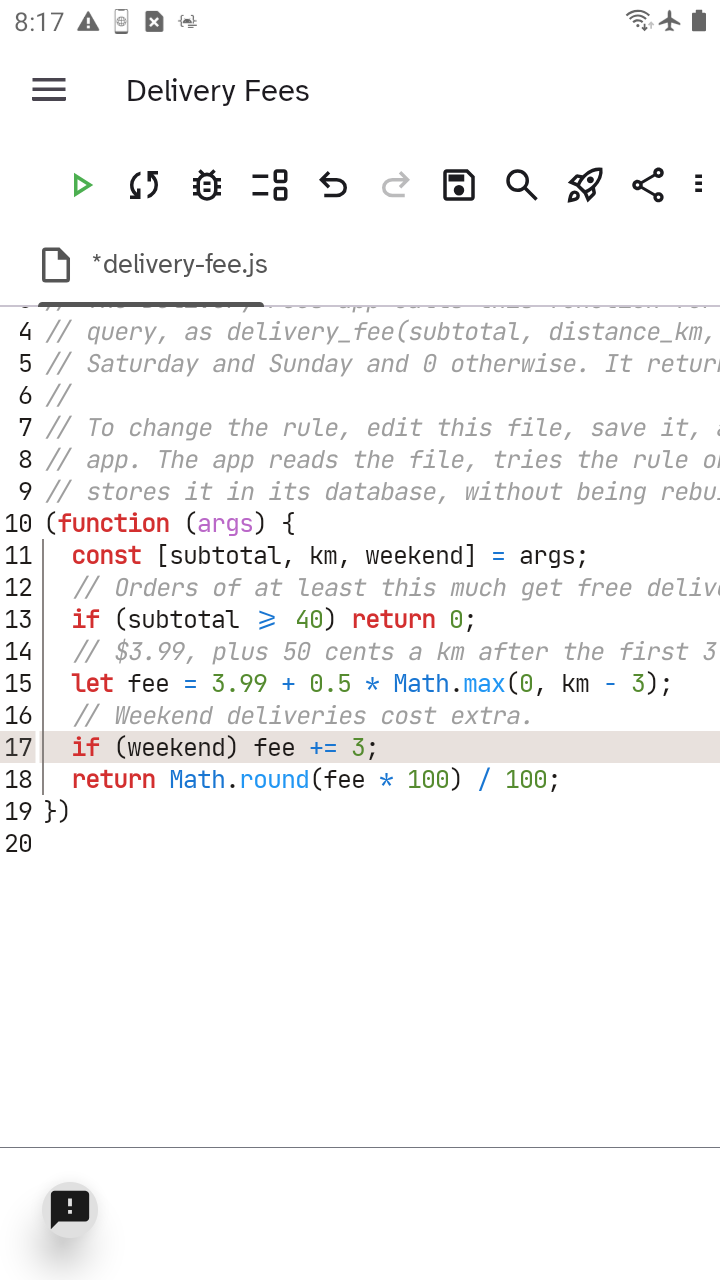 8:17
Delivery Fees
*delivery-fee.js
4 // query, as delivery_fee(subtotal, distance_km,
5 // Saturday and Sunday and 0 otherwise. It return
6 //
7 // To change the rule, edit this file, save it, a
8 // app. The app reads the file, tries the rule o
9 // stores it in its database, without being rebui
10 (function (args) {
11 const [subtotal, km, weekend] = args;
12 // Orders of at least this much get free delive
13 if (subtotal >= 40) return 0;
14 // $3.99, plus 50 cents a km after the first 3
15 let fee = 3.99 + 0.5 * Math.max(0, km - 3);
16 // Weekend deliveries cost extra.
17 if (weekend) fee += 3;
18 return Math.round(fee * 100) / 100;
19 })
20